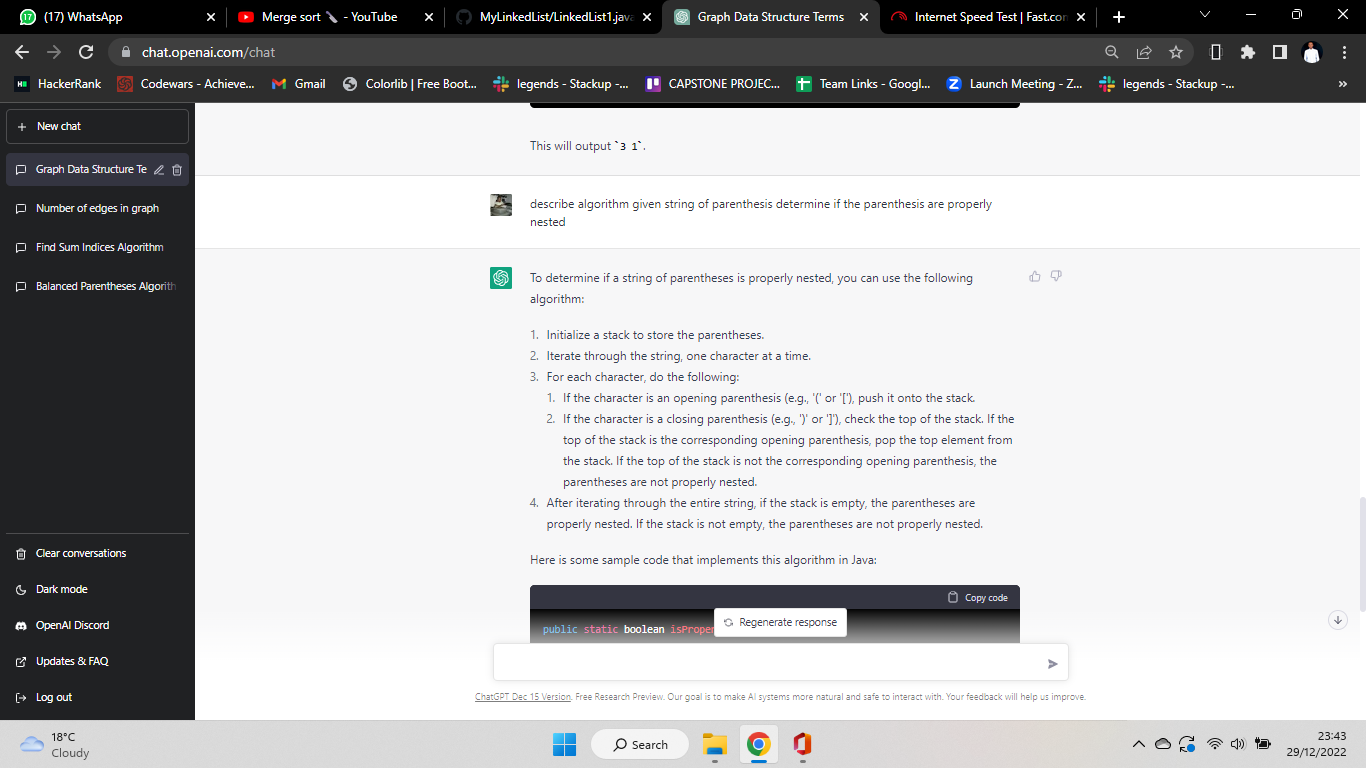 (17) WhatsApp
Merge sort - YouTube
MyLinkedList/LinkedList1.java
Graph Data Structure Terms
Internet Speed Test | Fast.com
chat.openai.com/chat
HackerRank
Codewars - Achieve...
Gmail
Colorlib | Free Boot...
legends - Stackup -...
CAPSTONE PROJEC...
Team Links - Googl...
Launch Meeting - Z...
legends - Stackup -...
New chat
Graph Data Structure Te
Number of edges in graph
Find Sum Indices Algorithm
Balanced Parentheses Algorith
Clear conversations
Dark mode
OpenAI Discord
Updates & FAQ
Log out
This will output `3 1`.
describe algorithm given string of parenthesis determine if the parenthesis are properly
nested
To determine if a string of parentheses is properly nested, you can use the following
algorithm:
1. Initialize a stack to store the parentheses.
2. Iterate through the string, one character at a time.
3. For each character, do the following:
1. If the character is an opening parenthesis (e.g., '(' or '['), push it onto the stack.
2. If the character is a closing parenthesis (e.g., ')' or ']'), check the top of the stack. If the
top of the stack is the corresponding opening parenthesis, pop the top element from
the stack. If the top of the stack is not the corresponding opening parenthesis, the
parentheses are not properly nested.
4. After iterating through the entire string, if the stack is empty, the parentheses are
properly nested. If the stack is not empty, the parentheses are not properly nested.
Here is some sample code that implements this algorithm in Java:
Copy code
public static boolean isProper
Regenerate response
ChatGPT Dec 15 Version. Free Research Preview. Our goal is to make AI systems more natural and safe to interact with. Your feedback will help us improve.
18°C
Cloudy
Search
23:43
29/12/2022